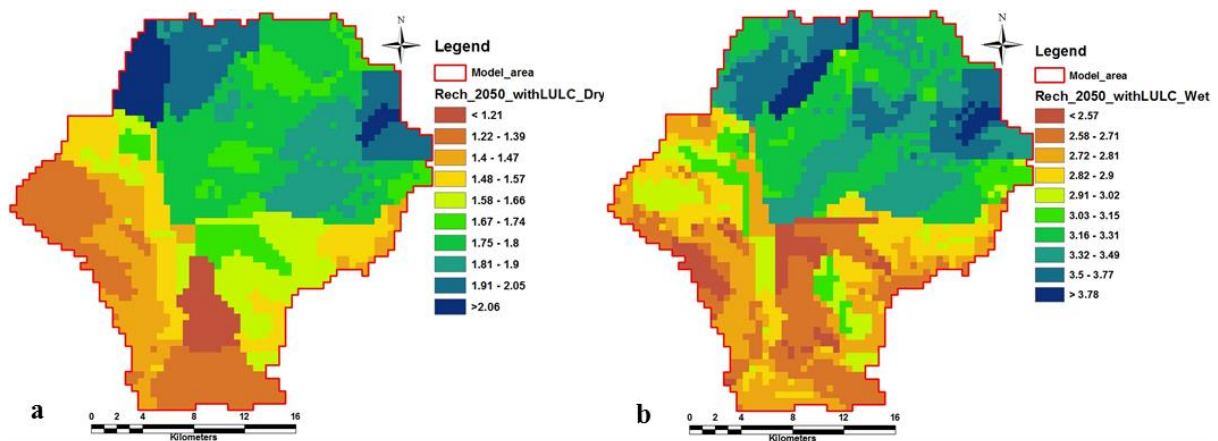 N
Legend
Model_area
Rech_2050_withLULC_Dry
< 1.21
1.22 - 1.39
1.4 - 1.47
1.48 - 1.57
1.58 - 1.66
1.67 - 1.74
1.75 - 1.8
1.81 - 1.9
1.91 - 2.05
>2.06
a
0 2 4 8 12 16
Kilometers
N
Legend
Model_area
Rech_2050_withLULC_Wet
< 2.57
2.58 - 2.71
2.72 - 2.81
2.82 - 2.9
2.91 - 3.02
3.03 - 3.15
3.16 - 3.31
3.32 - 3.49
3.5 - 3.77
> 3.78
b
0 2 4 8 12 16
Kilometers